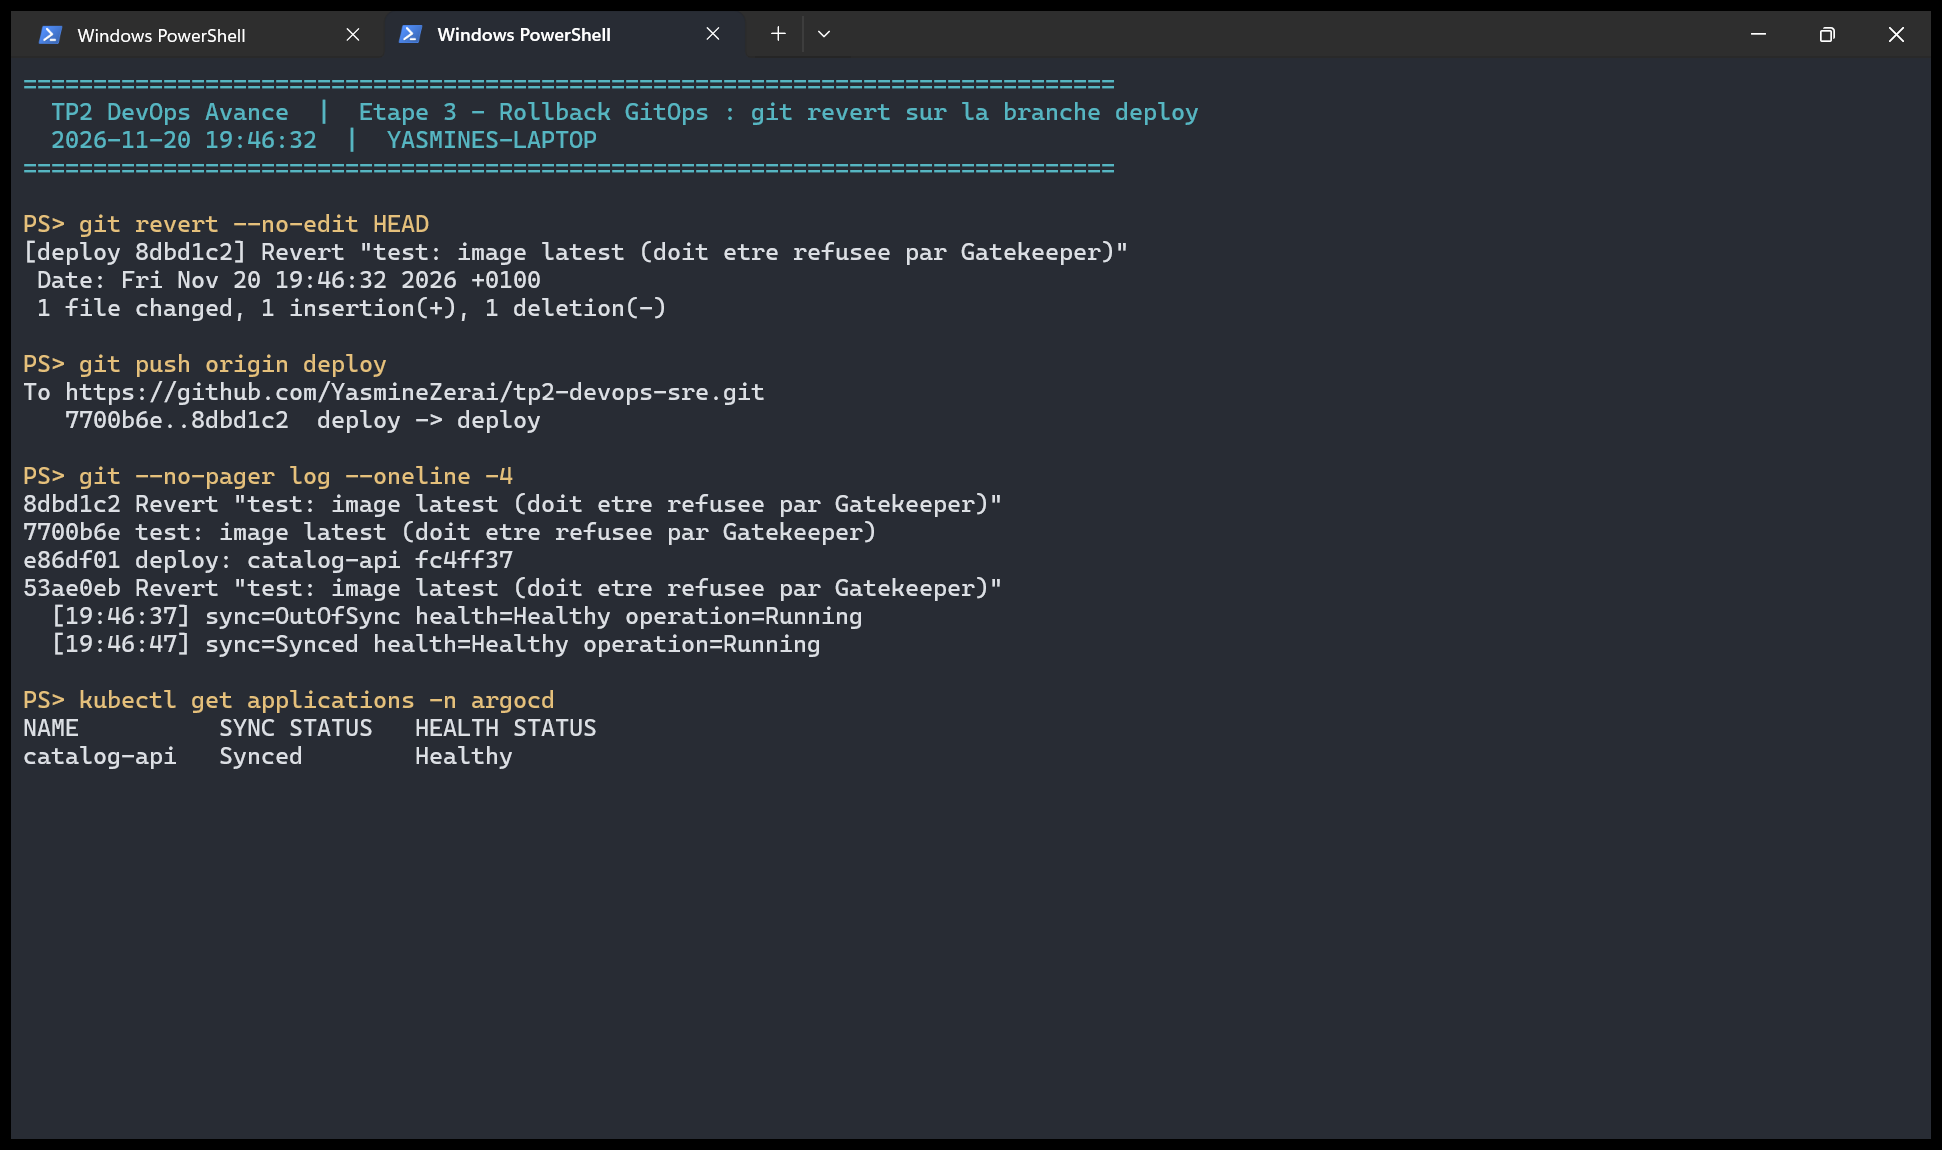 Windows PowerShell
Windows PowerShell
==============================================================================
TP2 DevOps Avance | Etape 3 - Rollback GitOps : git revert sur la branche deploy
2026-11-20 19:46:32 | YASMINES-LAPTOP
==============================================================================
PS> git revert --no-edit HEAD
[deploy 8dbd1c2] Revert "test: image latest (doit etre refusee par Gatekeeper)"
Date: Fri Nov 20 19:46:32 2026 +0100
1 file changed, 1 insertion(+), 1 deletion(-)
PS> git push origin deploy
To https://github.com/YasmineZerai/tp2-devops-sre.git
7700b6e..8dbd1c2  deploy -> deploy
PS> git --no-pager log --oneline -4
8dbd1c2 Revert "test: image latest (doit etre refusee par Gatekeeper)"
7700b6e test: image latest (doit etre refusee par Gatekeeper)
e86df01 deploy: catalog-api fc4ff37
53ae0eb Revert "test: image latest (doit etre refusee par Gatekeeper)"
[19:46:37] sync=OutOfSync health=Healthy operation=Running
[19:46:47] sync=Synced health=Healthy operation=Running
PS> kubectl get applications -n argocd
NAME          SYNC STATUS   HEALTH STATUS
catalog-api   Synced        Healthy